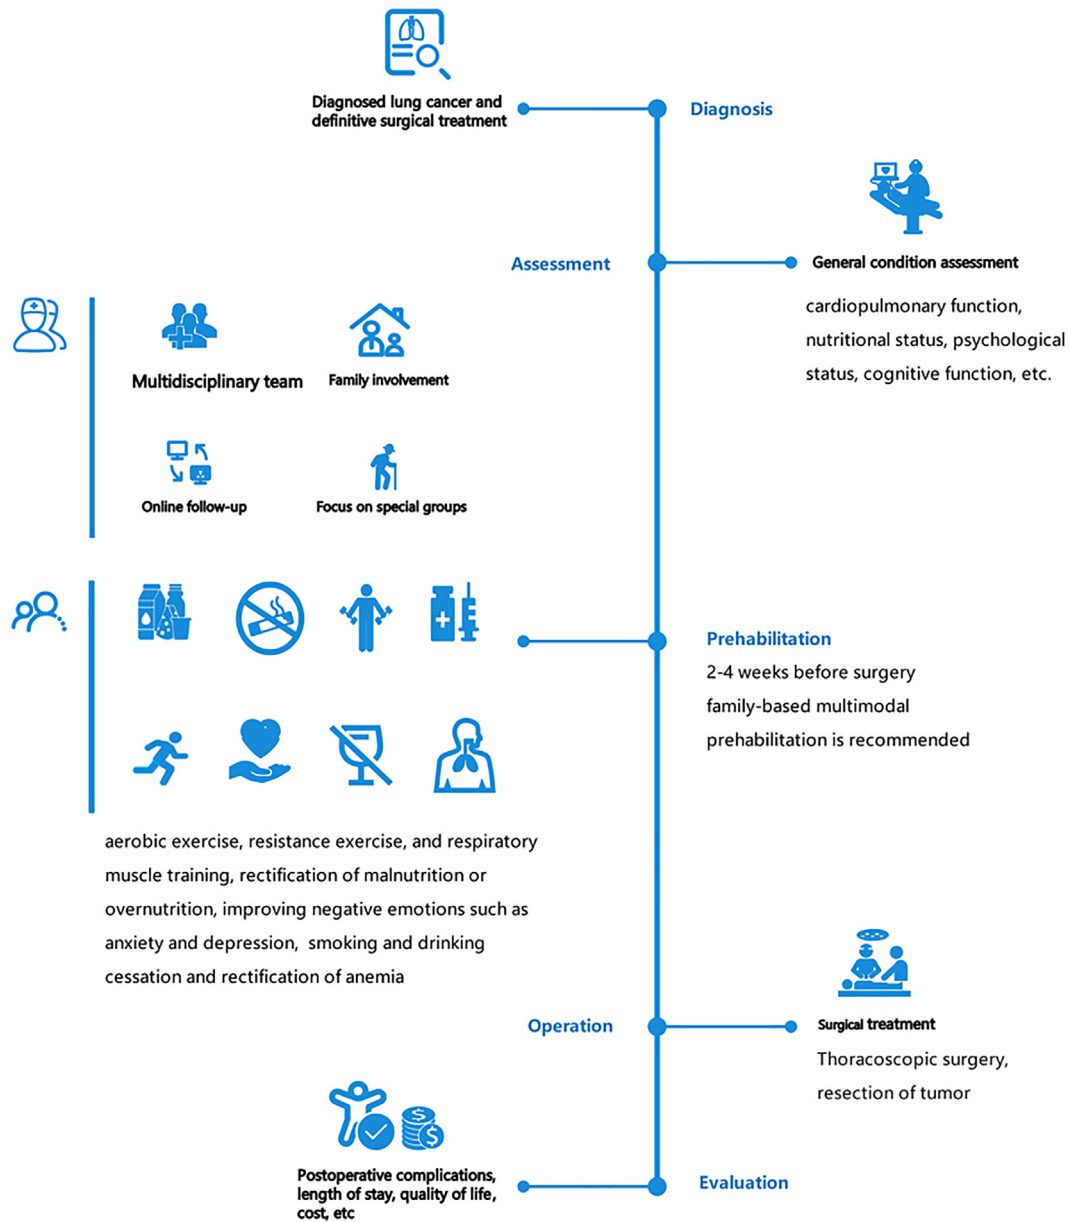 Diagnosed lung cancer and
definitive surgical treatment
Diagnosis
Assessment
General condition assessment
cardiopulmonary function,
nutritional status, psychological
status, cognitive function, etc.
Multidisciplinary team
Family involvement
Online follow-up
Focus on special groups
Prehabilitation
2-4 weeks before surgery
family-based multimodal
prehabilitation is recommended
aerobic exercise, resistance exercise, and respiratory
muscle training, rectification of malnutrition or
overnutrition, improving negative emotions such as
anxiety and depression, smoking and drinking
cessation and rectification of anemia
Operation
Surgical treatment
Thoracoscopic surgery,
resection of tumor
Postoperative complications,
length of stay, quality of life,
cost, etc
Evaluation